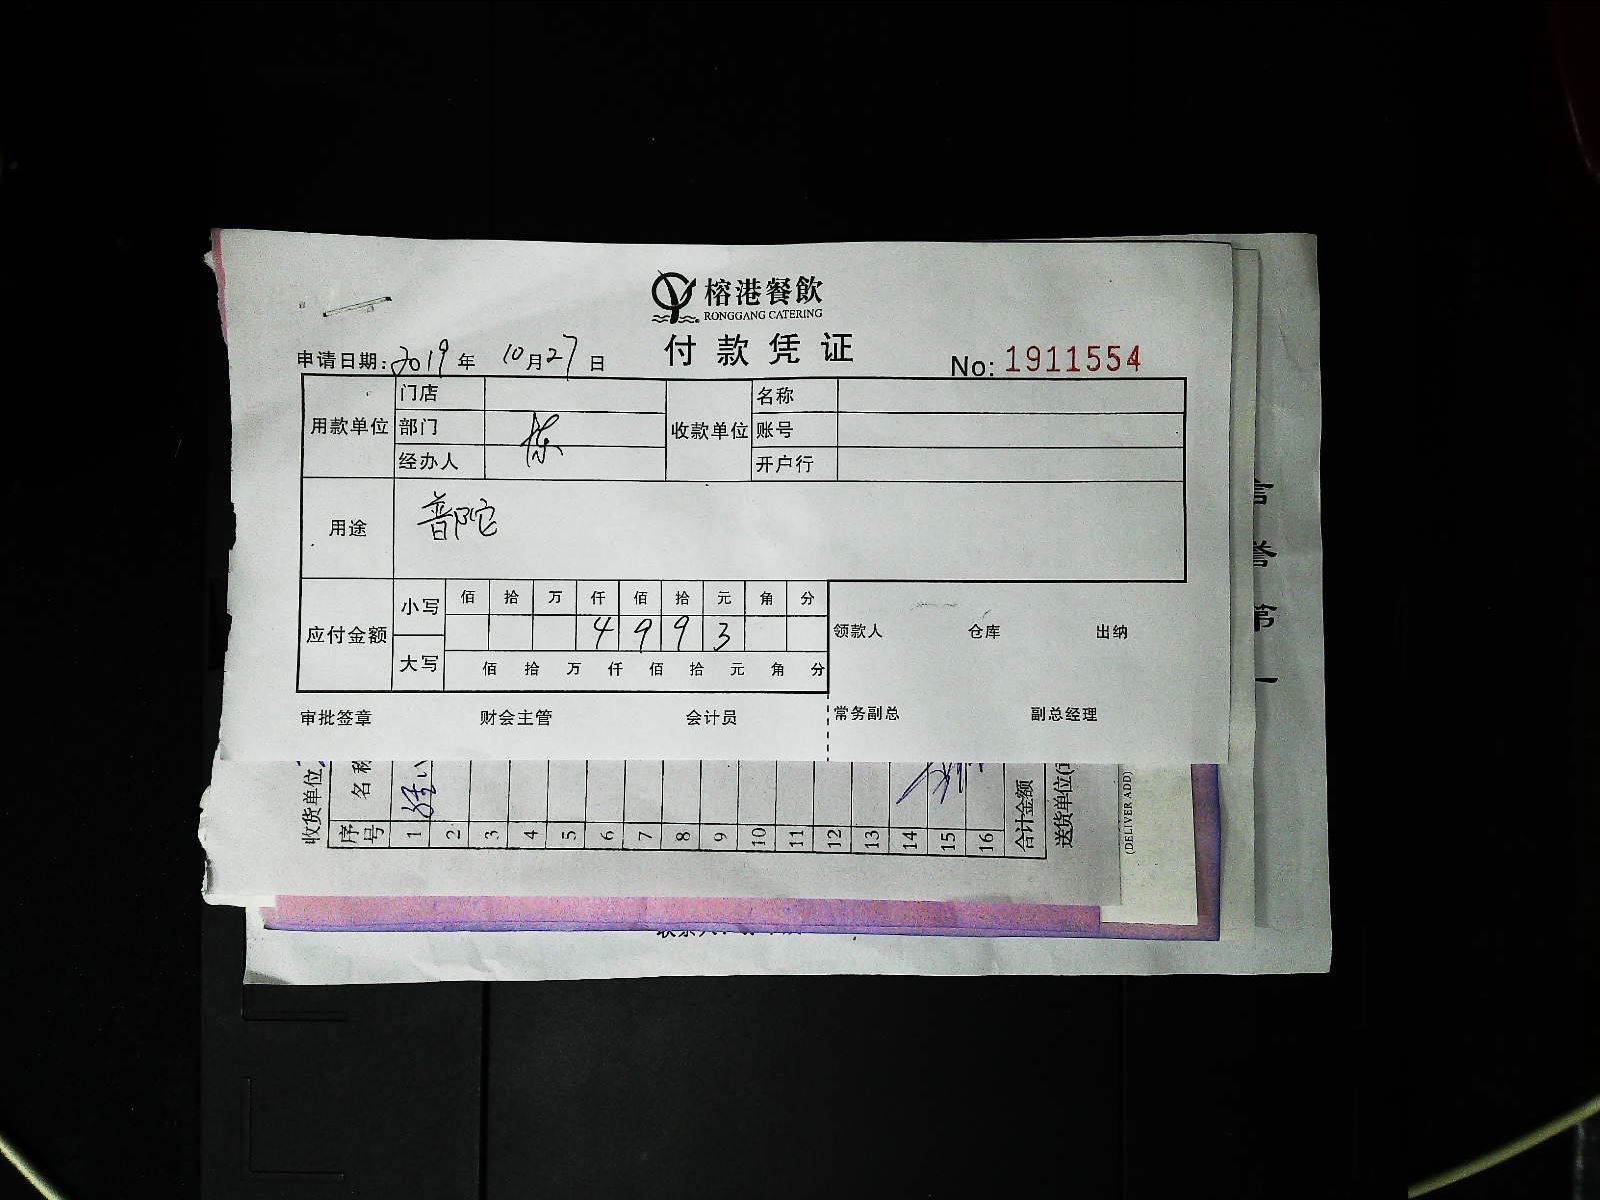 榕港餐飲
RONGGANG CATERING
付款凭证
申请日期: 2019 年 10 月 27 日
No: 1911554
用款单位 门店 收款单位 名称
部门 陈 账号
经办人 开户行
用途 普陀
应付金额 小写 佰 拾 万 仟 佰 拾 元 角 分
4 9 9 3
大写 佰 拾 万 仟 佰 拾 元 角 分
领款人 仓库 出纳
审批签章 财会主管 会计员 常务副总 副总经理
收货单位
序号 名称
1
2
3
4
5
6
7
8
9
10
11
12
13
14
15
16
合计金额
送货单位
(DELIVER ADD)
信誉第一